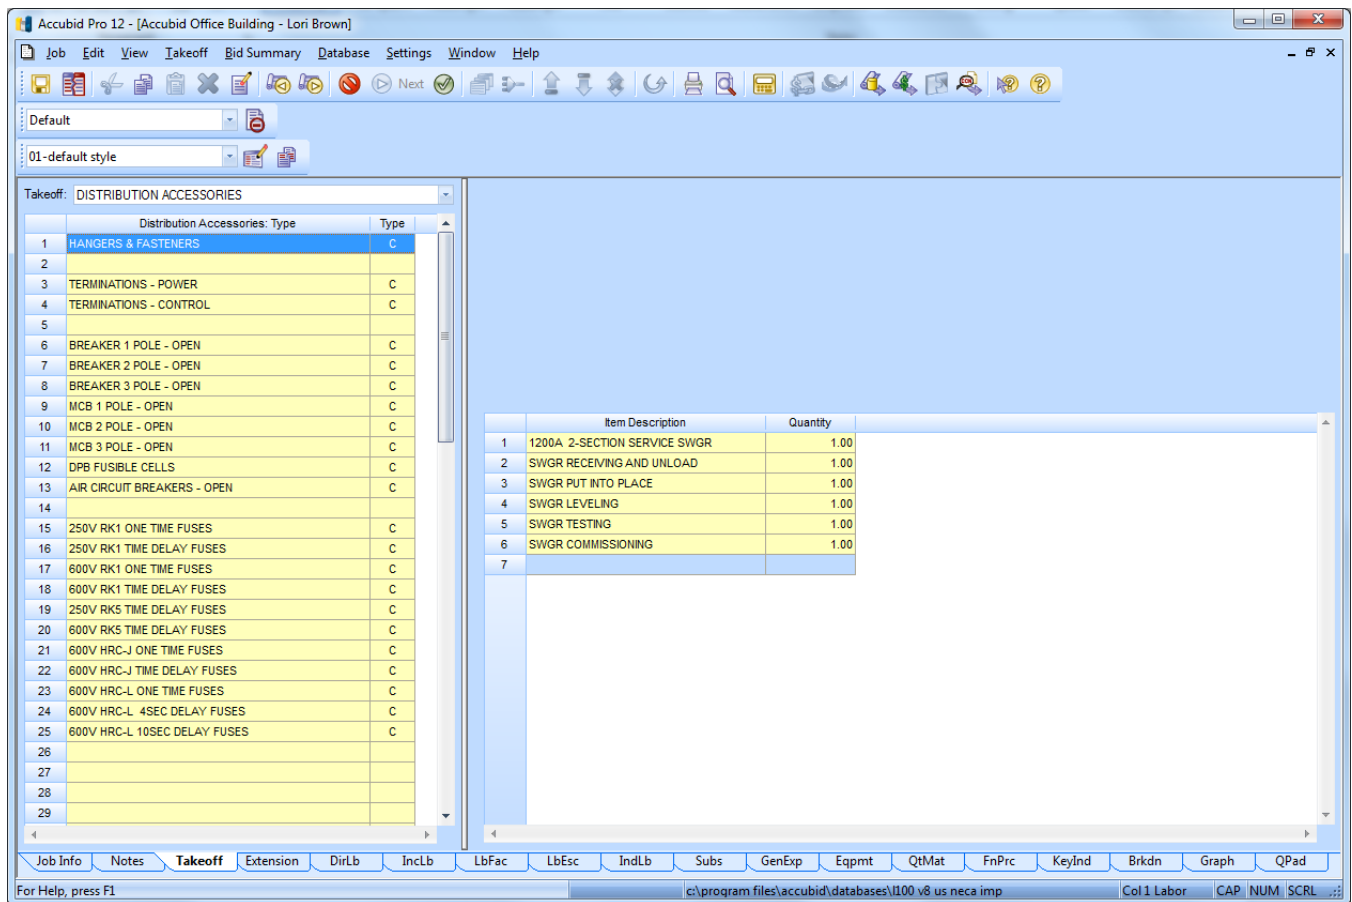 Accubid Pro 12 - [Accubid Office Building - Lori Brown]
Job Edit View Takeoff Bid Summary Database Settings Window Help
Next
Default
01-default style
Takeoff: DISTRIBUTION ACCESSORIES
Distribution Accessories: Type Type
1 HANGERS & FASTENERS C
2
3 TERMINATIONS - POWER C
4 TERMINATIONS - CONTROL C
5
6 BREAKER 1 POLE - OPEN C
7 BREAKER 2 POLE - OPEN C
8 BREAKER 3 POLE - OPEN C
9 MCB 1 POLE - OPEN C
10 MCB 2 POLE - OPEN C
11 MCB 3 POLE - OPEN C
12 DPB FUSIBLE CELLS C
13 AIR CIRCUIT BREAKERS - OPEN C
14
15 250V RK1 ONE TIME FUSES C
16 250V RK1 TIME DELAY FUSES C
17 600V RK1 ONE TIME FUSES C
18 600V RK1 TIME DELAY FUSES C
19 250V RK5 TIME DELAY FUSES C
20 600V RK5 TIME DELAY FUSES C
21 600V HRC-J ONE TIME FUSES C
22 600V HRC-J TIME DELAY FUSES C
23 600V HRC-L ONE TIME FUSES C
24 600V HRC-L 4SEC DELAY FUSES C
25 600V HRC-L 10SEC DELAY FUSES C
26
27
28
29
Item Description Quantity
1 1200A 2-SECTION SERVICE SWGR 1.00
2 SWGR RECEIVING AND UNLOAD 1.00
3 SWGR PUT INTO PLACE 1.00
4 SWGR LEVELING 1.00
5 SWGR TESTING 1.00
6 SWGR COMMISSIONING 1.00
7
Job Info Notes Takeoff Extension DirLb IncLb LbFac LbEsc IndLb Subs GenExp Eqpmt QtMat FnPrc KeyInd Brkdn Graph QPad
For Help, press F1 c:\program files\accubid\databases\l100 v8 us neca imp Col 1 Labor CAP NUM SCRL